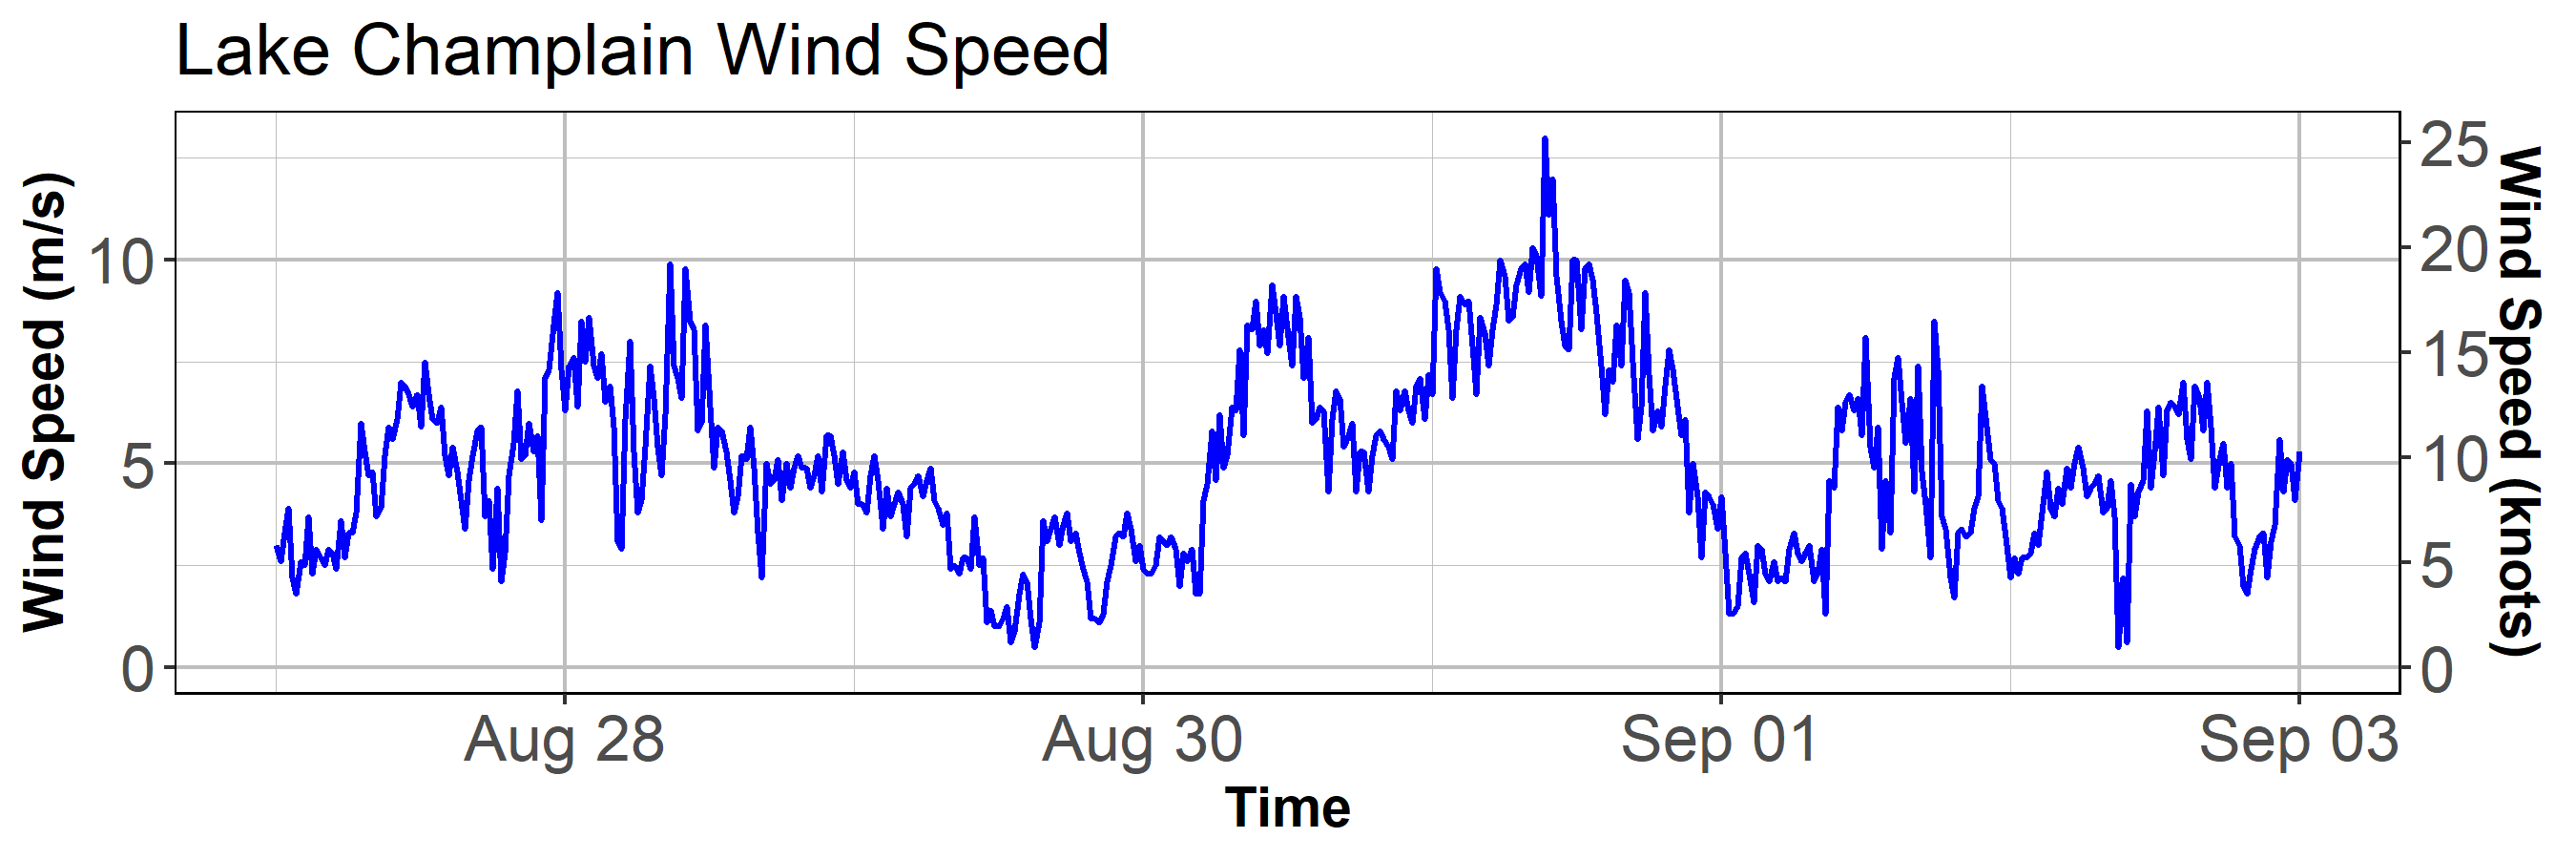 Lake Champlain Wind Speed
Wind Speed (m/s)
10
5
0
25
20
15
10
5
0
Wind Speed (knots)
Aug 28
Aug 30
Sep 01
Sep 03
Time